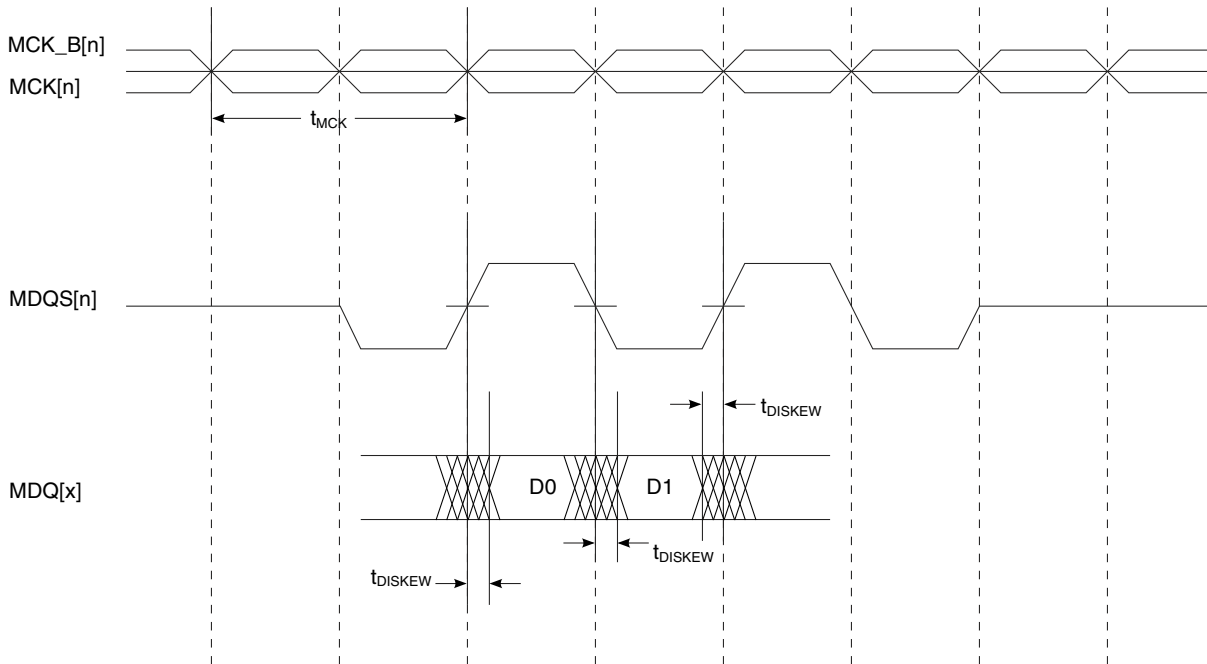 MCK_B[n]
MCK[n]
tMCK
MDQS[n]
tDISKEW
MDQ[x]
D0
D1
tDISKEW
tDISKEW